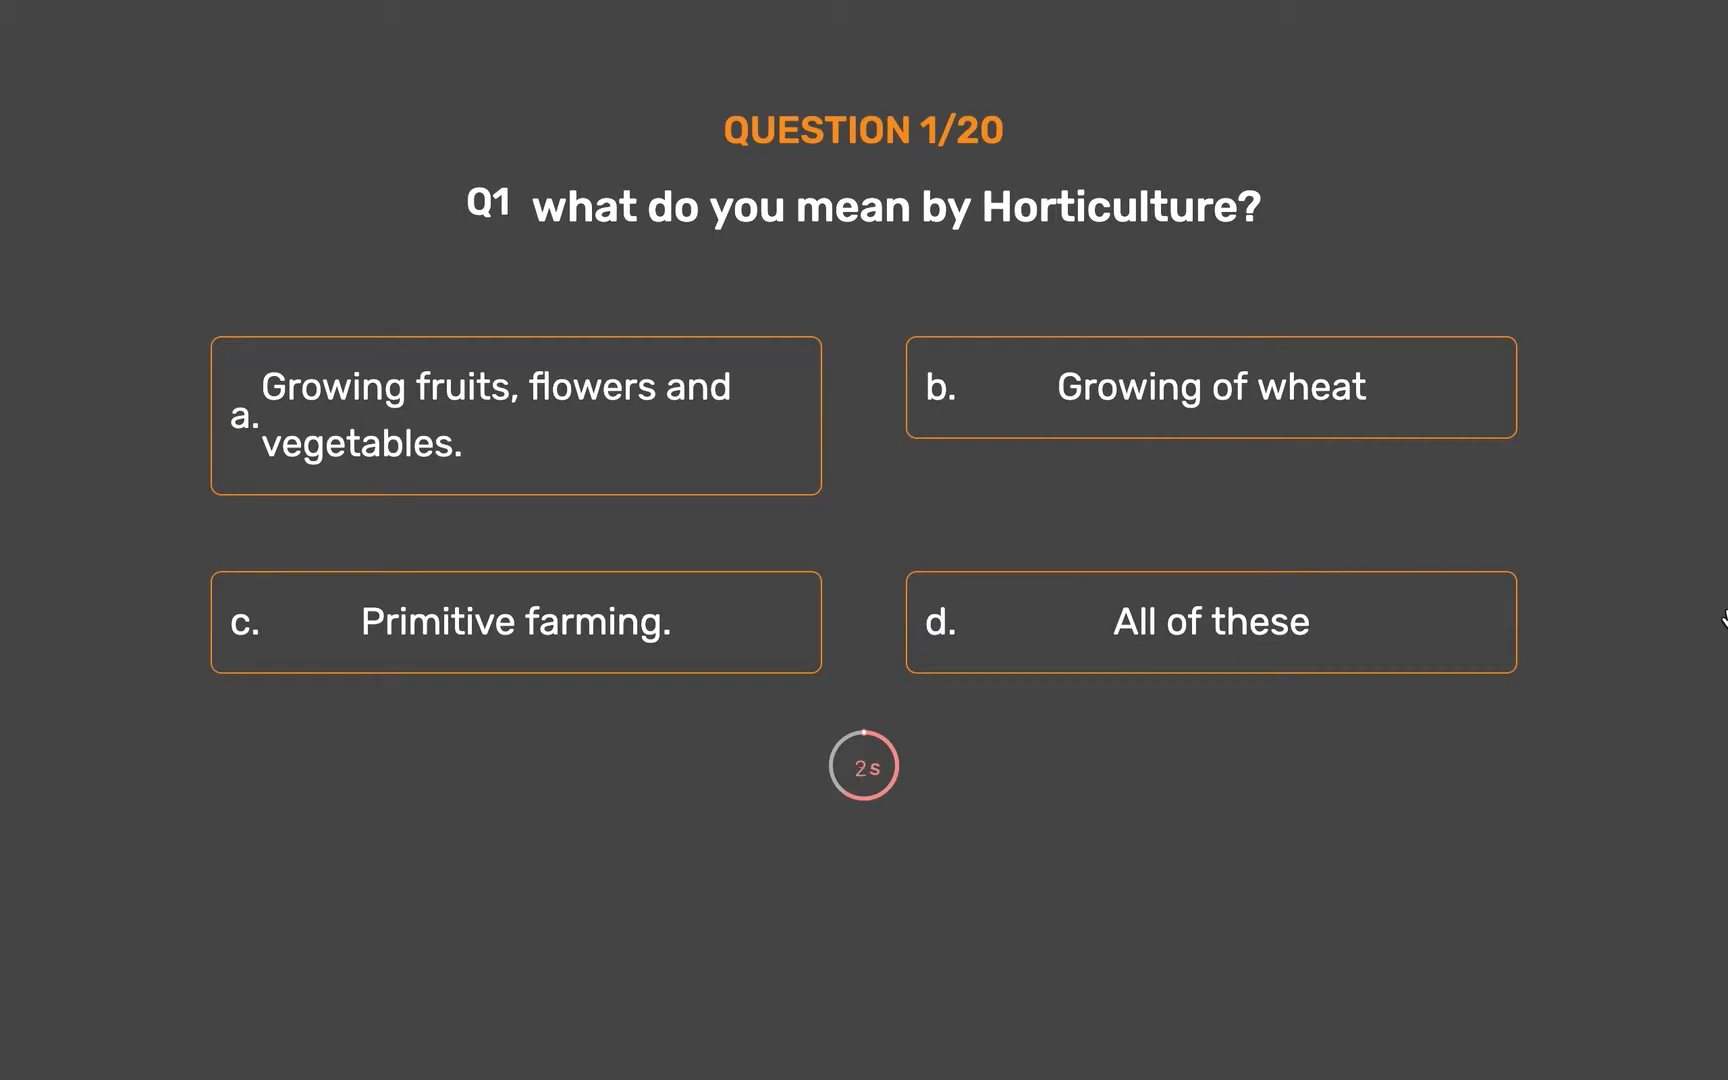 QUESTION 1/20
Q1 what do you mean by Horticulture?
a. Growing fruits, flowers and
vegetables.
b. Growing of wheat
c. Primitive farming.
d. All of these
2s